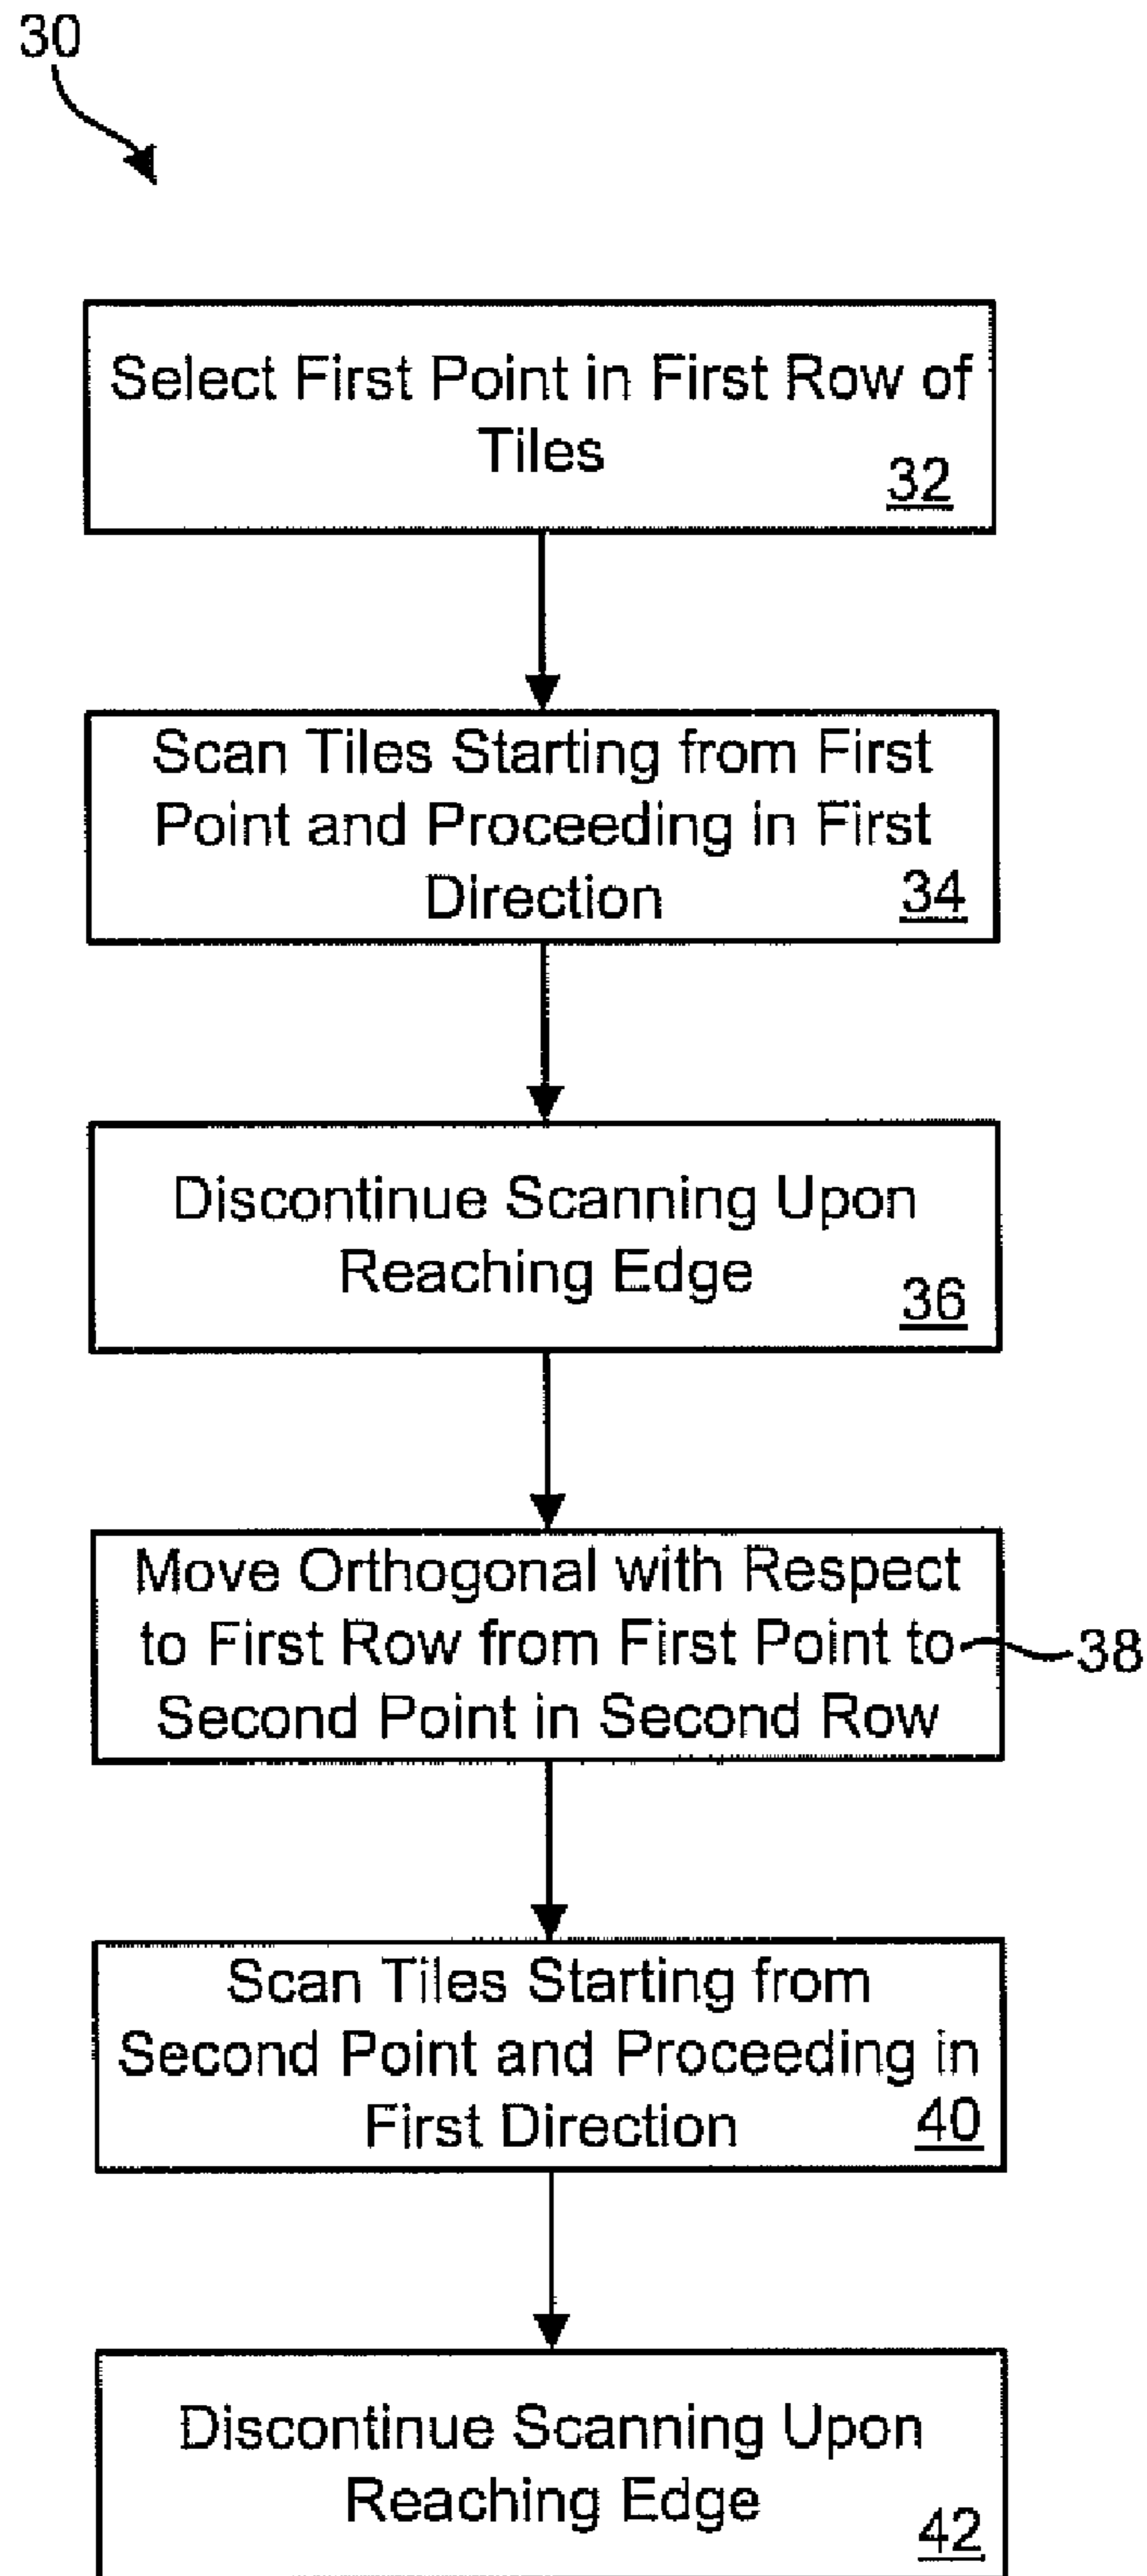 30
Select First Point in First Row of
Tiles
32
Scan Tiles Starting from First
Point and Proceeding in First
Direction
34
Discontinue Scanning Upon
Reaching Edge
36
Move Orthogonal with Respect
to First Row from First Point to
Second Point in Second Row
38
Scan Tiles Starting from
Second Point and Proceeding in
First Direction
40
Discontinue Scanning Upon
Reaching Edge
42